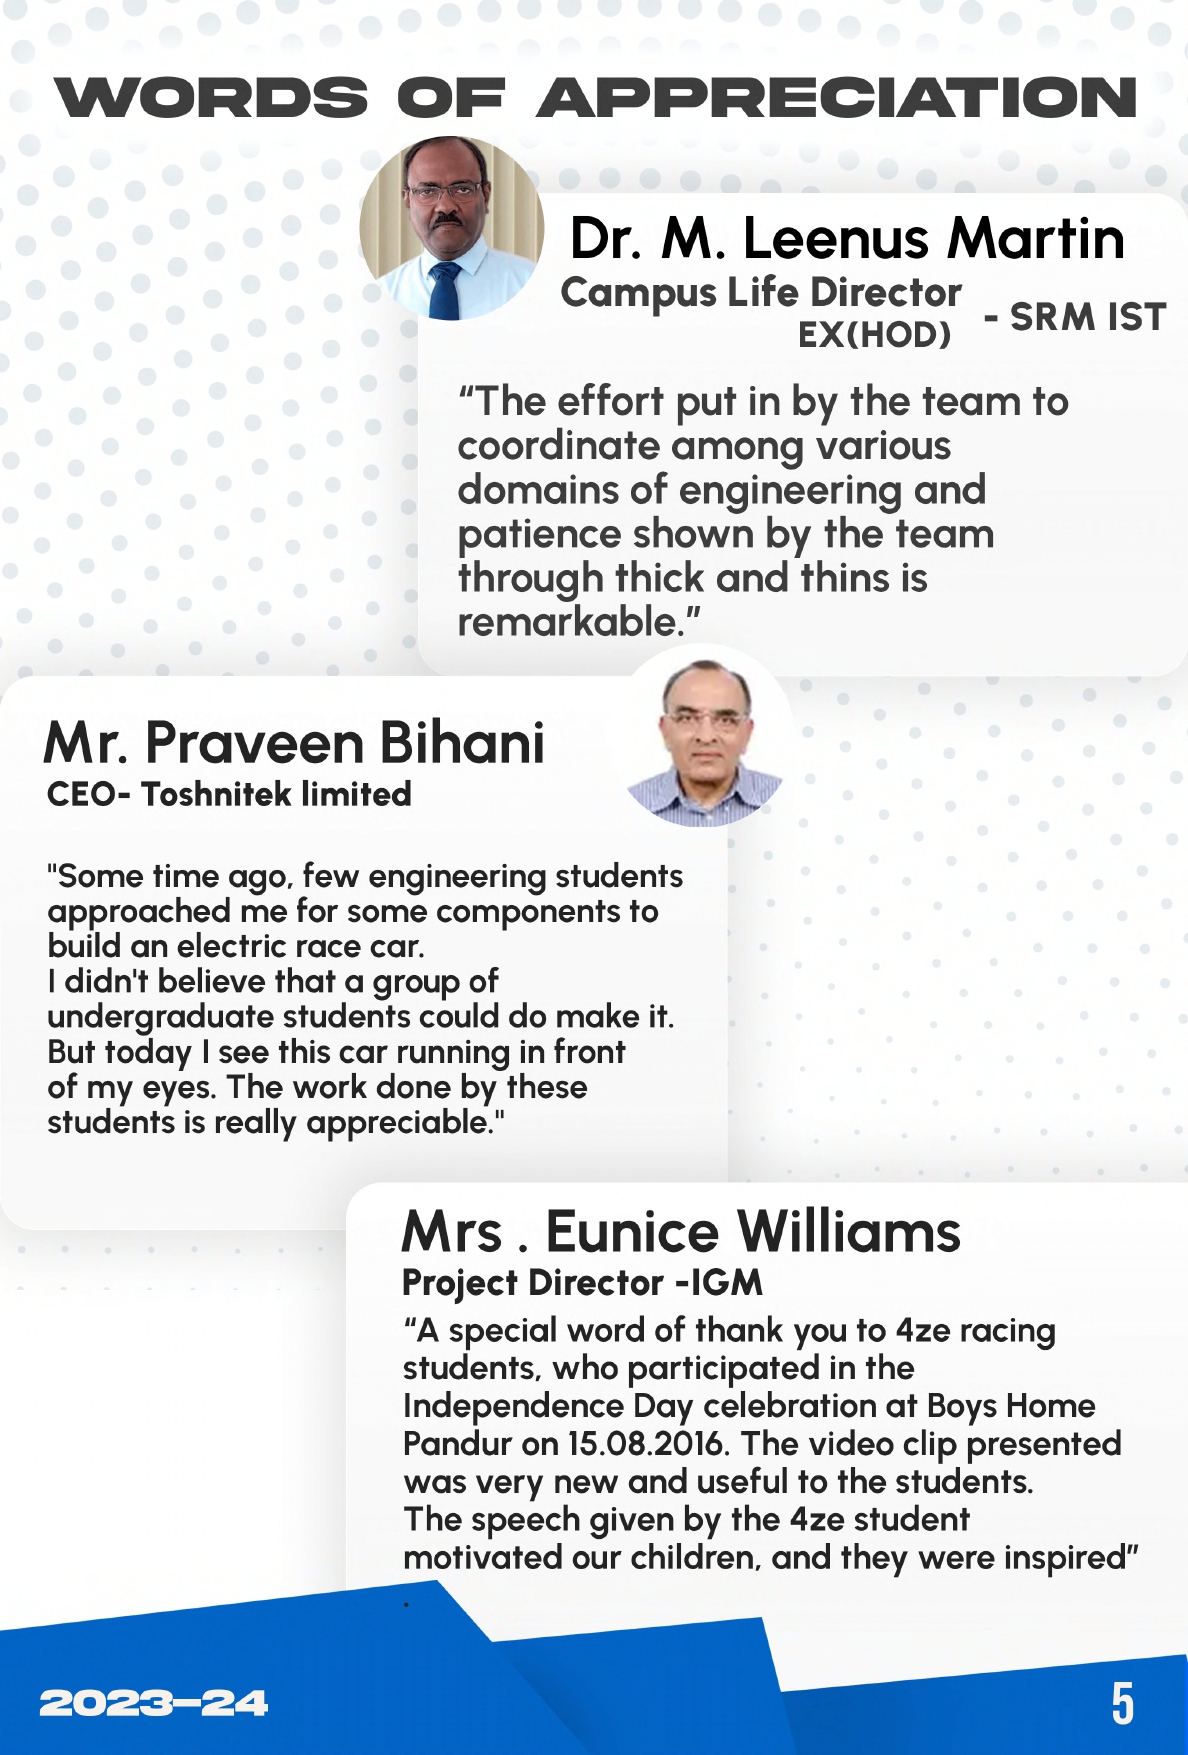 WORDS OF APPRECIATION
Dr. M. Leenus Martin
Campus Life Director
EX(HOD)
- SRM IST
“The effort put in by the team to
coordinate among various
domains of engineering and
patience shown by the team
through thick and thins is
remarkable.”
Mr. Praveen Bihani
CEO- Toshnitek limited
"Some time ago, few engineering students
approached me for some components to
build an electric race car.
I didn't believe that a group of
undergraduate students could do make it.
But today I see this car running in front
of my eyes. The work done by these
students is really appreciable."
Mrs . Eunice Williams
Project Director -IGM
“A special word of thank you to 4ze racing
students, who participated in the
Independence Day celebration at Boys Home
Pandur on 15.08.2016. The video clip presented
was very new and useful to the students.
The speech given by the 4ze student
motivated our children, and they were inspired”
.
2023-24
5